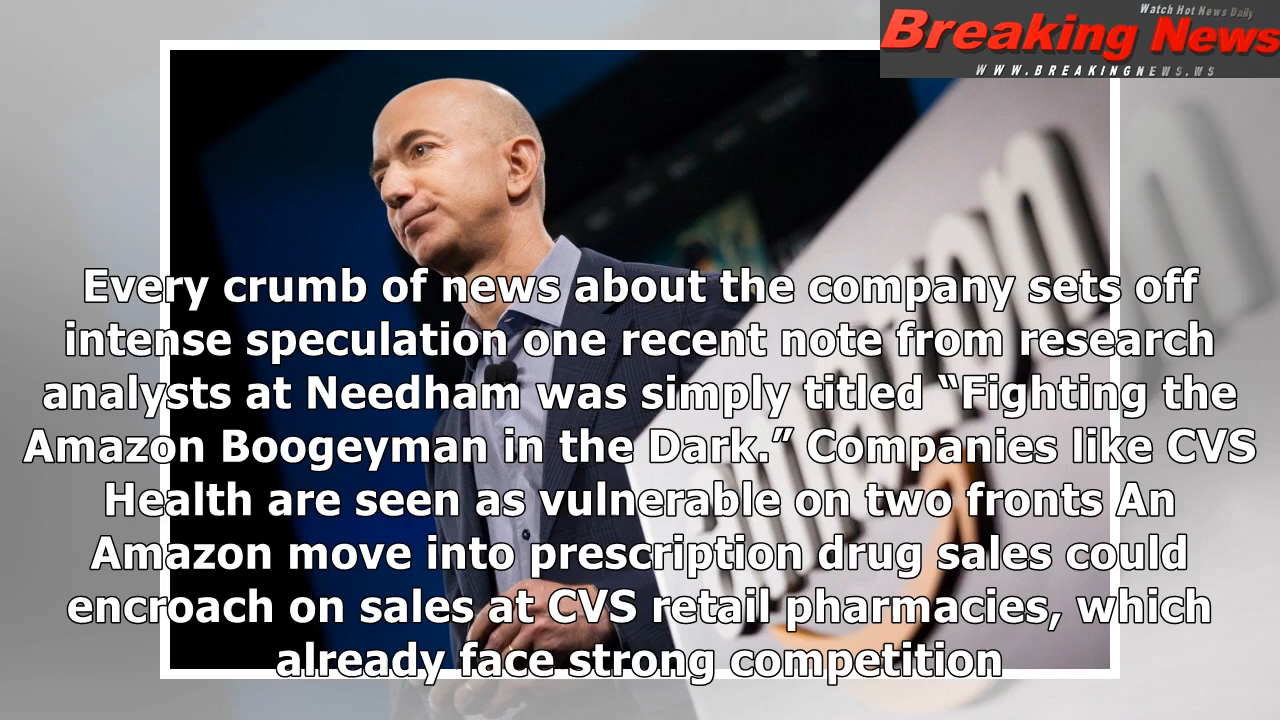 Watch Hot News Daily
Breaking News
WWW.BREAKINGNEWS.WS
amazon
Every crumb of news about the company sets off
intense speculation one recent note from research
analysts at Needham was simply titled “Fighting the
Amazon Boogeyman in the Dark.” Companies like CVS
Health are seen as vulnerable on two fronts An
Amazon move into prescription drug sales could
encroach on sales at CVS retail pharmacies, which
already face strong competition